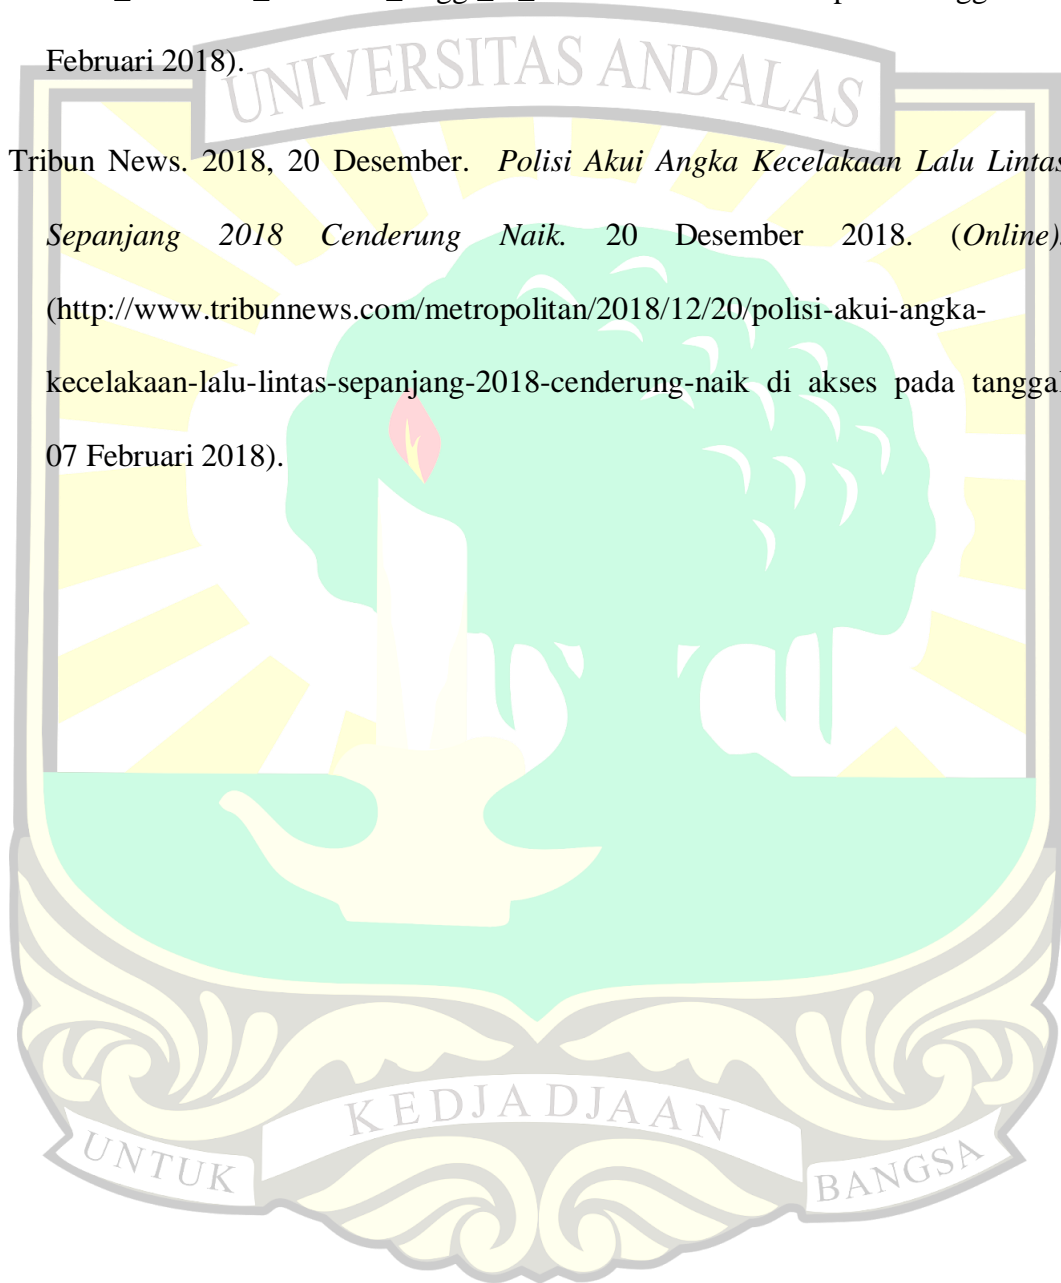 Februari 2018).
UNIVERSITAS ANDALAS
Tribun News. 2018, 20 Desember. Polisi Akui Angka Kecelakaan Lalu Lintas
Sepanjang 2018 Cenderung Naik. 20 Desember 2018. (Online).
(http://www.tribunnews.com/metropolitan/2018/12/20/polisi-akui-angka-
kecelakaan-lalu-lintas-sepanjang-2018-cenderung-naik di akses pada tanggal
07 Februari 2018).
KEDJADJAAN
UNTUK
BANGSA